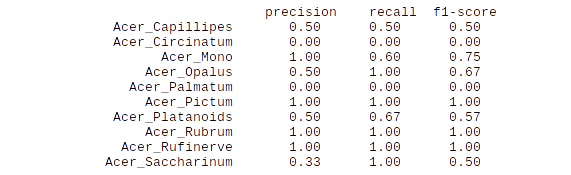 precision recall f1-score
Acer_Capillipes 0.50 0.50 0.50
Acer_Circinatum 0.00 0.00 0.00
Acer_Mono 1.00 0.60 0.75
Acer_Opalus 0.50 1.00 0.67
Acer_Palmatum 0.00 0.00 0.00
Acer_Pictum 1.00 1.00 1.00
Acer_Platanoids 0.50 0.67 0.57
Acer_Rubrum 1.00 1.00 1.00
Acer_Rufinerve 1.00 1.00 1.00
Acer_Saccharinum 0.33 1.00 0.50